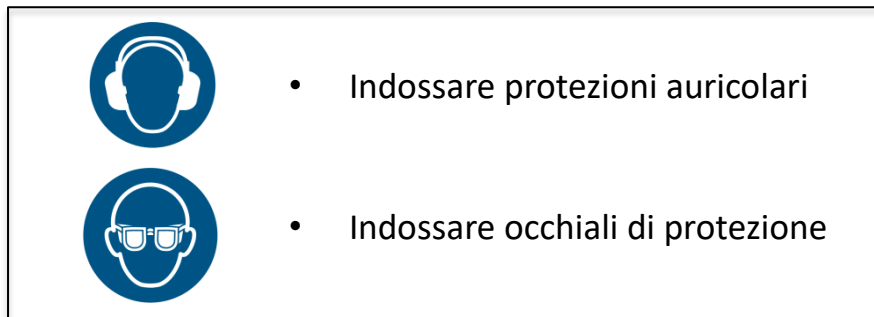 • Indossare protezioni auricolari
• Indossare occhiali di protezione